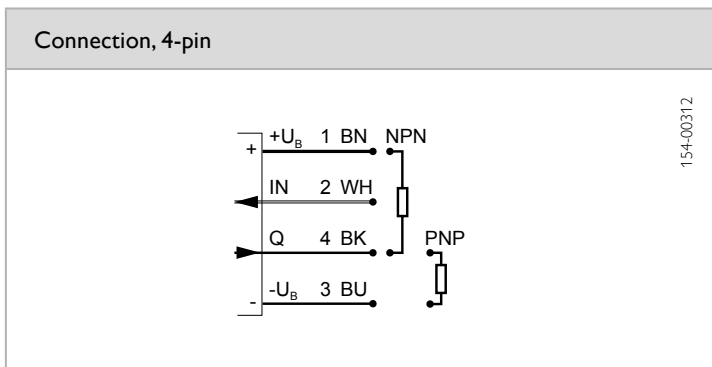 Connection, 4-pin
154-00312
+U_B 1 BN NPN
+
IN 2 WH
Q 4 BK PNP
-U_B 3 BU
-